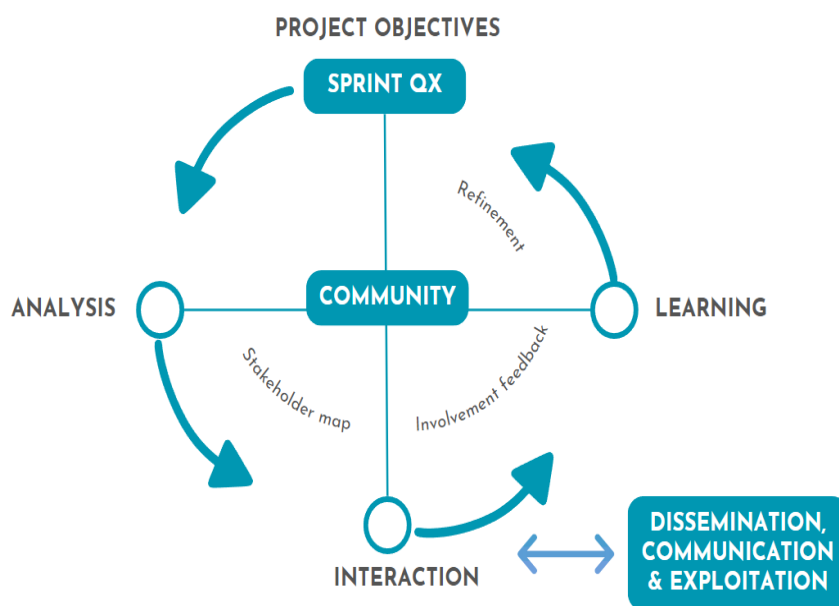 PROJECT OBJECTIVES
SPRINT QX
Refinement
ANALYSIS
COMMUNITY
LEARNING
Stakeholder map
Involvement feedback
INTERACTION
DISSEMINATION,
COMMUNICATION
& EXPLOITATION